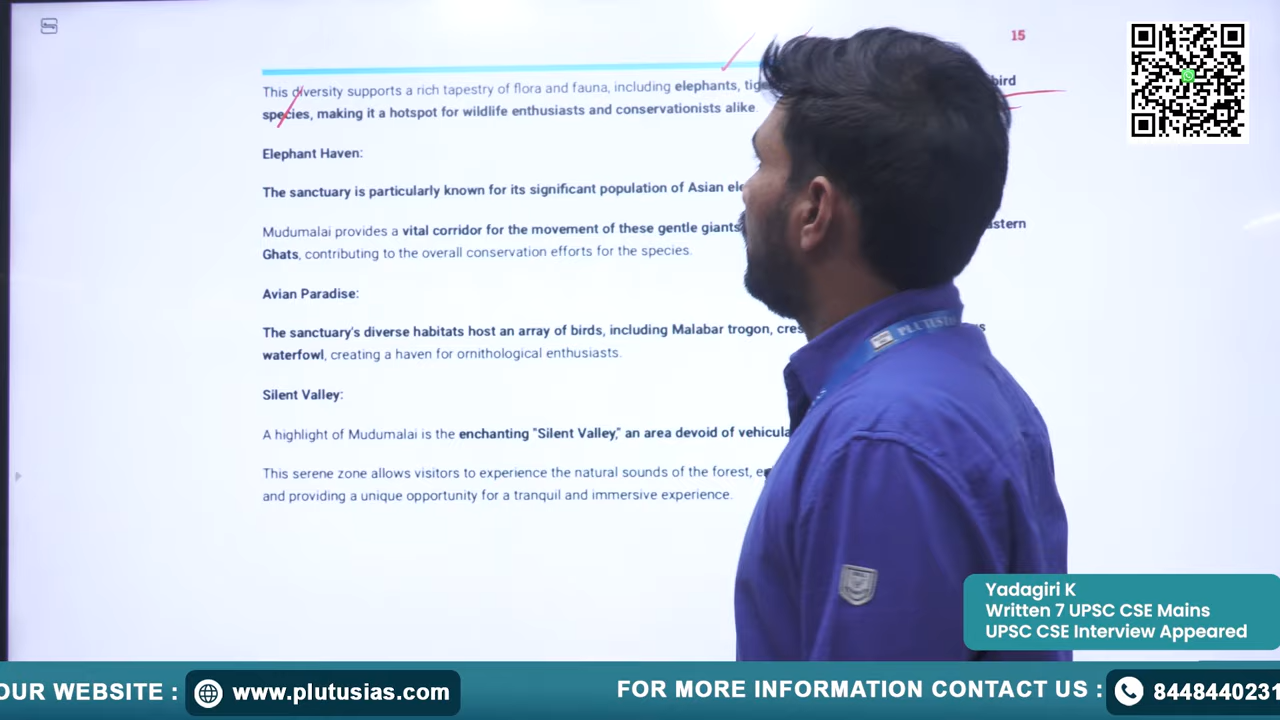 15
This diversity supports a rich tapestry of flora and fauna, including elephants, bird
species, making it a hotspot for wildlife enthusiasts and conservationists alike.
Elephant Haven:
The sanctuary is particularly known for its significant population of Asian
Mudumalai provides a vital corridor for the movement of these gentle giants
Ghats, contributing to the overall conservation efforts for the species.
Avian Paradise:
The sanctuary's diverse habitats host an array of birds, including Malabar trogon,
waterfowl, creating a haven for ornithological enthusiasts.
Silent Valley:
A highlight of Mudumalai is the enchanting "Silent Valley," an area devoid of
This serene zone allows visitors to experience the natural sounds of the forest,
and providing a unique opportunity for a tranquil and immersive experience.
PLUTUS
Yadagiri K
Written 7 UPSC CSE Mains
UPSC CSE Interview Appeared
OUR WEBSITE : www.plutusias.com FOR MORE INFORMATION CONTACT US : 8448440231